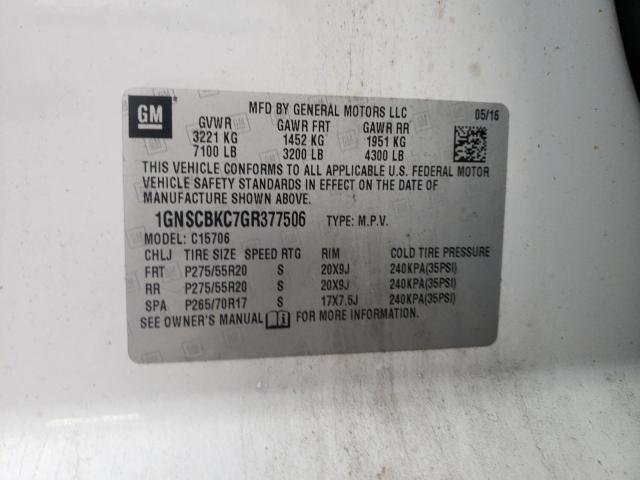 GM
MFD BY GENERAL MOTORS LLC 05/16
GVWR GAWR FRT GAWR RR
3221 KG 1452 KG 1951 KG
7100 LB 3200 LB 4300 LB
THIS VEHICLE CONFORMS TO ALL APPLICABLE U.S. FEDERAL MOTOR
VEHICLE SAFETY STANDARDS IN EFFECT ON THE DATE OF
MANUFACTURE SHOWN ABOVE.
1GNSCBKC7GR377506 TYPE: M.P.V.
MODEL: C15706
CHLJ TIRE SIZE SPEED RTG RIM COLD TIRE PRESSURE
FRT P275/55R20 S 20X9J 240KPA(35PSI)
RR P275/55R20 S 20X9J 240KPA(35PSI)
SPA P265/70R17 S 17X7.5J 240KPA(35PSI)
SEE OWNER'S MANUAL FOR MORE INFORMATION.